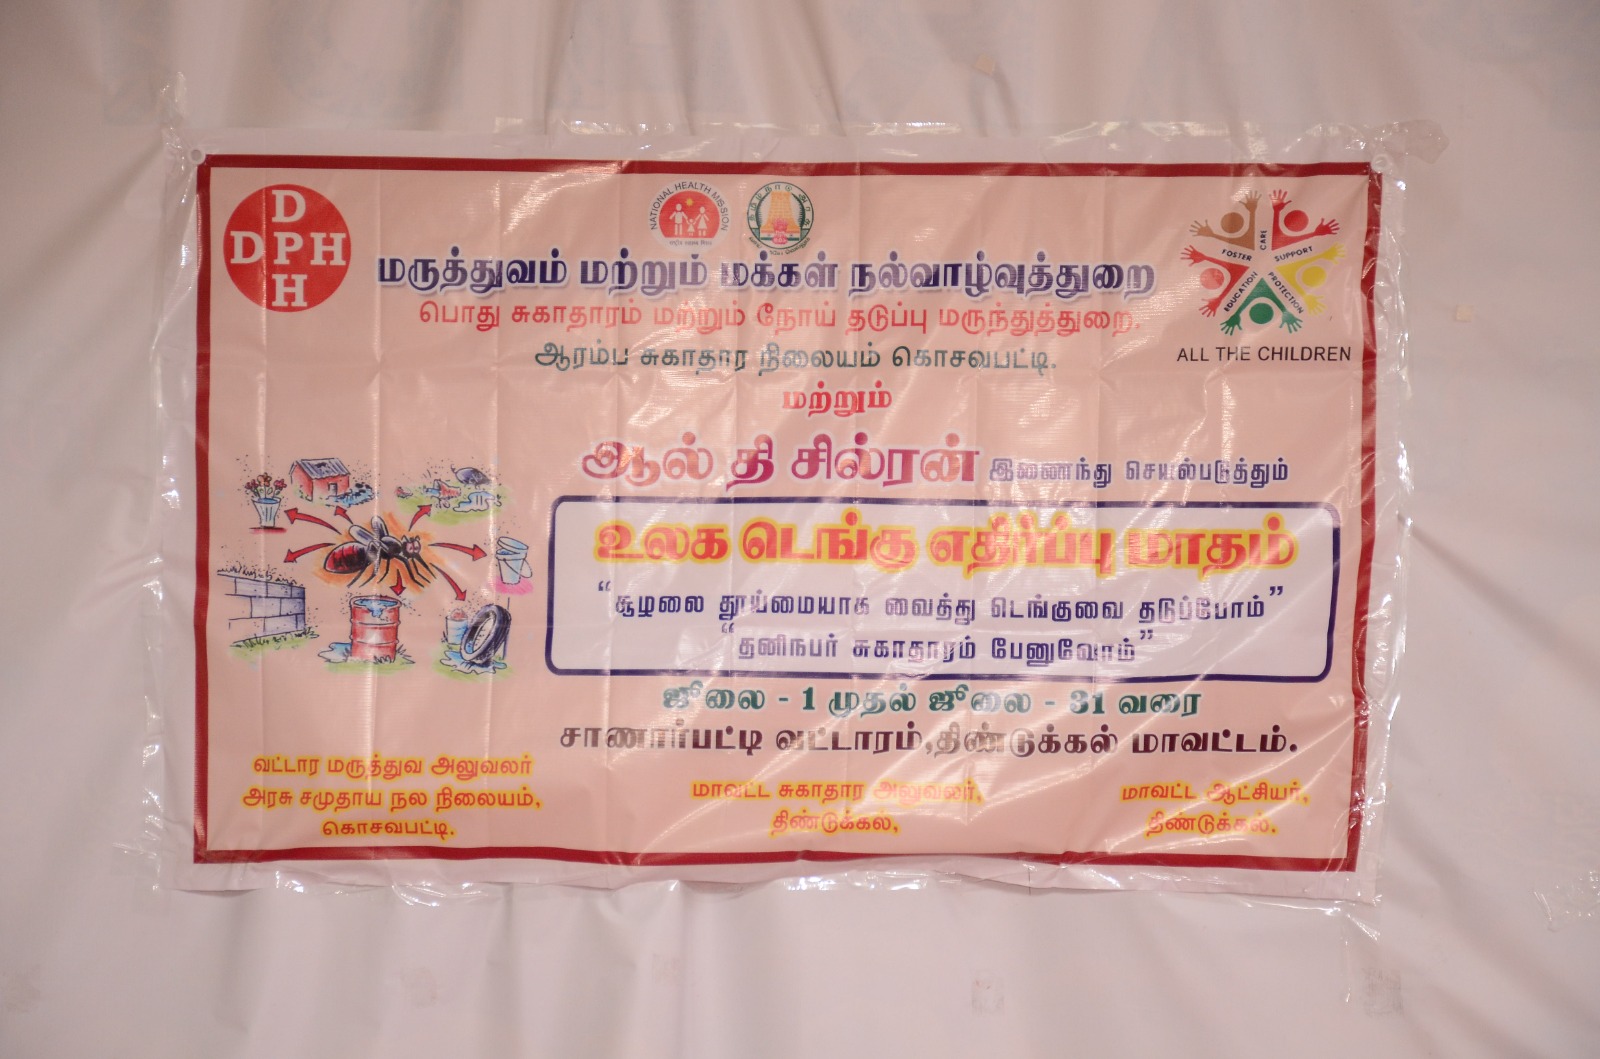 D
DPH
H
NATIONAL HEALTH MISSION
மருத்துவம் மற்றும் மக்கள் நல்வாழ்வுத்துறை
பொது சுகாதாரம் மற்றும் நோய் தடுப்பு மருந்துத்துறை.
ஆரம்ப சுகாதார நிலையம் கொசவபட்டி.
மற்றும்
ஆல் தி சில்ரன் இணைந்து செயல்படுத்தும்
FOSTER CARE SUPPORT
EDUCATION PROTECTION
ALL THE CHILDREN
உலக டெங்கு எதிர்ப்பு மாதம்
“சூழலை தூய்மையாக வைத்து டெங்குவை தடுப்போம்”
“தனிநபர் சுகாதாரம் பேனுவோம்”
ஜூலை - 1 முதல் ஜூலை - 31 வரை
சாணார்பட்டி வட்டாரம்,திண்டுக்கல் மாவட்டம்.
வட்டார மருத்துவ அலுவலர்
அரசு சமுதாய நல நிலையம்,
கொசவபட்டி.
மாவட்ட சுகாதார அலுவலர்,
திண்டுக்கல்,
மாவட்ட ஆட்சியர்,
திண்டுக்கல்.